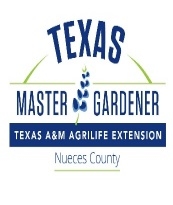 TEXAS
MASTER GARDENER
TEXAS A&M AGRILIFE EXTENSION
Nueces County